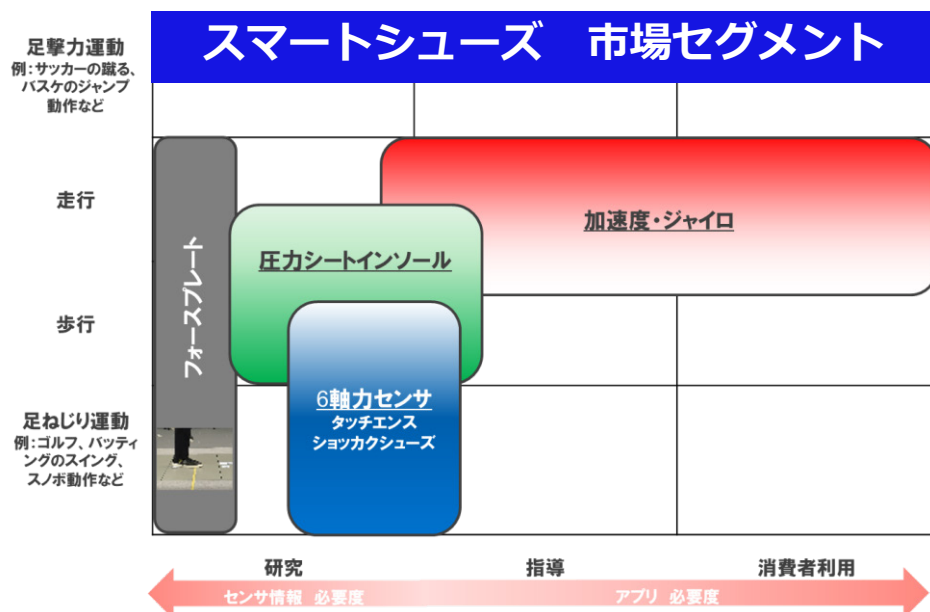 スマートシューズ 市場セグメント
足撃力運動
例:サッカーの蹴る、
バスケのジャンプ
動作など
走行
歩行
足ねじり運動
例:ゴルフ、バッティ
ングのスイング、
スノボ動作など
フォースプレート
圧力シートインソール
加速度・ジャイロ
6軸力センサ
タッチエンス
ショッカクシューズ
研究
指導
消費者利用
センサ情報 必要度
アプリ 必要度